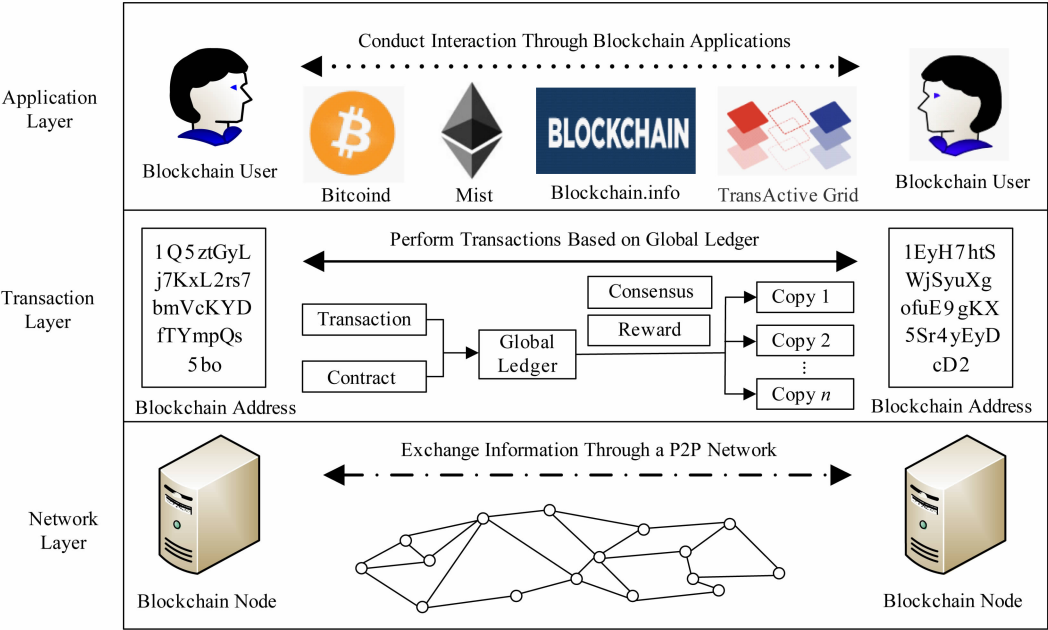 Conduct Interaction Through Blockchain Applications
Application
Layer
BLOCKCHAIN
Blockchain User
Bitcoind
Mist
Blockchain.info
TransActive Grid
Blockchain User
Perform Transactions Based on Global Ledger
Transaction
Layer
1Q5ztGyL
j7KxL2rs7
bmVcKYD
fTYmpQs
5bo
Blockchain Address
Transaction
Contract
Global
Ledger
Consensus
Reward
Copy 1
Copy 2
⋮
Copy n
1EyH7htS
WjSyuXg
ofuE9gKX
5Sr4yEyD
cD2
Blockchain Address
Exchange Information Through a P2P Network
Network
Layer
Blockchain Node
Blockchain Node